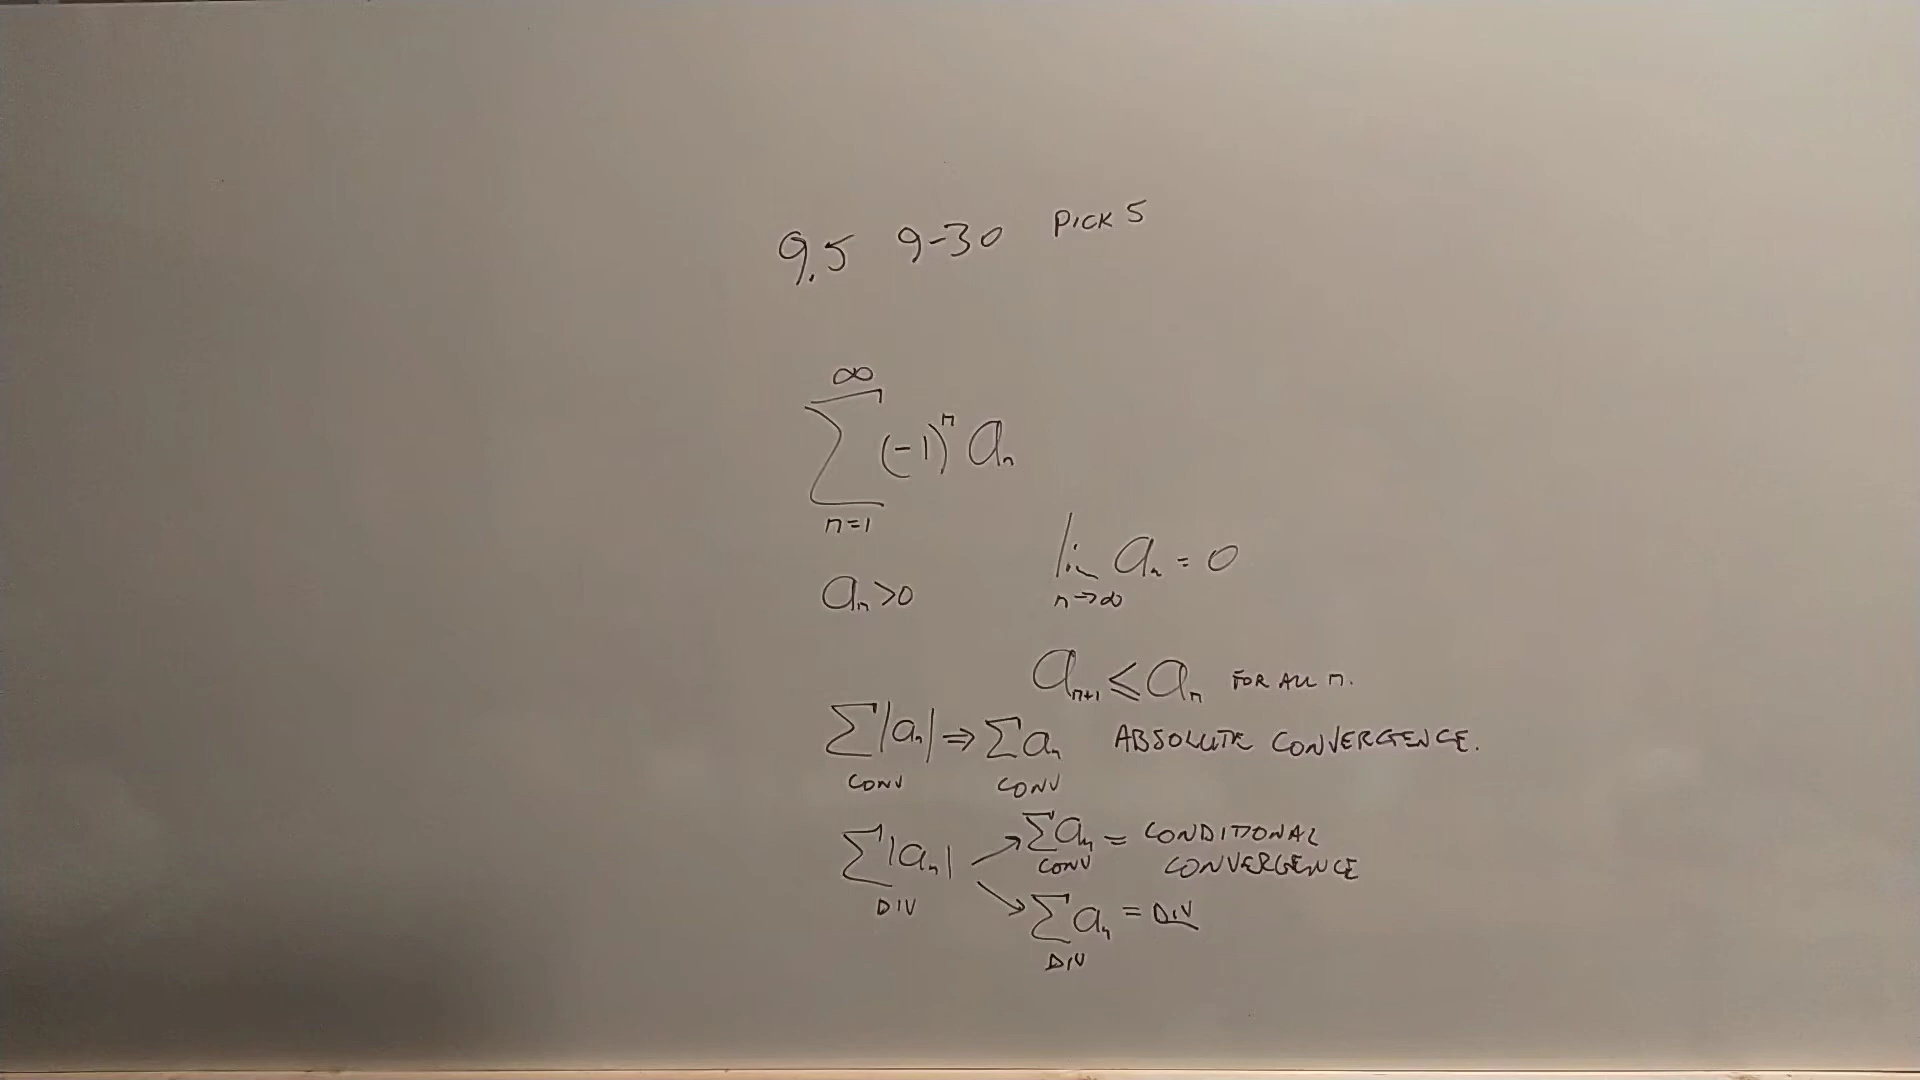 9.5 9-30 PICK 5
∞
∑ (-1)ⁿ aₙ
n=1
aₙ>0
lim aₙ = 0
n→∞
aₙ₊₁ ≤ aₙ FOR ALL n.
∑|aₙ| ⇒ ∑aₙ ABSOLUTE CONVERGENCE.
CONV CONV
∑|aₙ| ↗ ∑aₙ = CONDITIONAL
CONV CONVERGENCE
DIV ↘ ∑aₙ = DIV
DIV